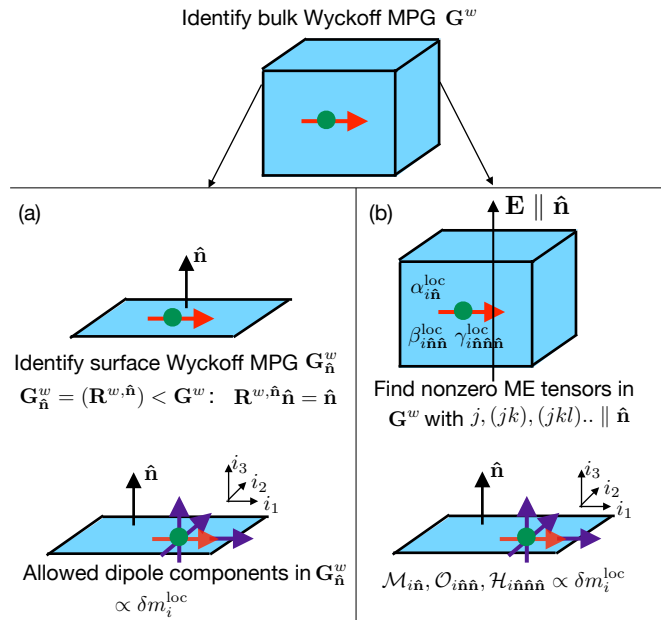 Identify bulk Wyckoff MPG G^w
(a)
n̂
Identify surface Wyckoff MPG G^w_n̂
G^w_n̂ = (R^{w,n̂}) < G^w: R^{w,n̂}n̂ = n̂
n̂
i_3
i_2
i_1
Allowed dipole components in G^w_n̂
∝ δm_i^loc
(b)
E ∥ n̂
α^loc_{in̂}
β^loc_{in̂n̂} γ^loc_{in̂n̂n̂}
Find nonzero ME tensors in
G^w with j, (jk), (jkl).. ∥ n̂
n̂
i_3
i_2
i_1
M_{in̂}, O_{in̂n̂}, H_{in̂n̂n̂} ∝ δm_i^loc